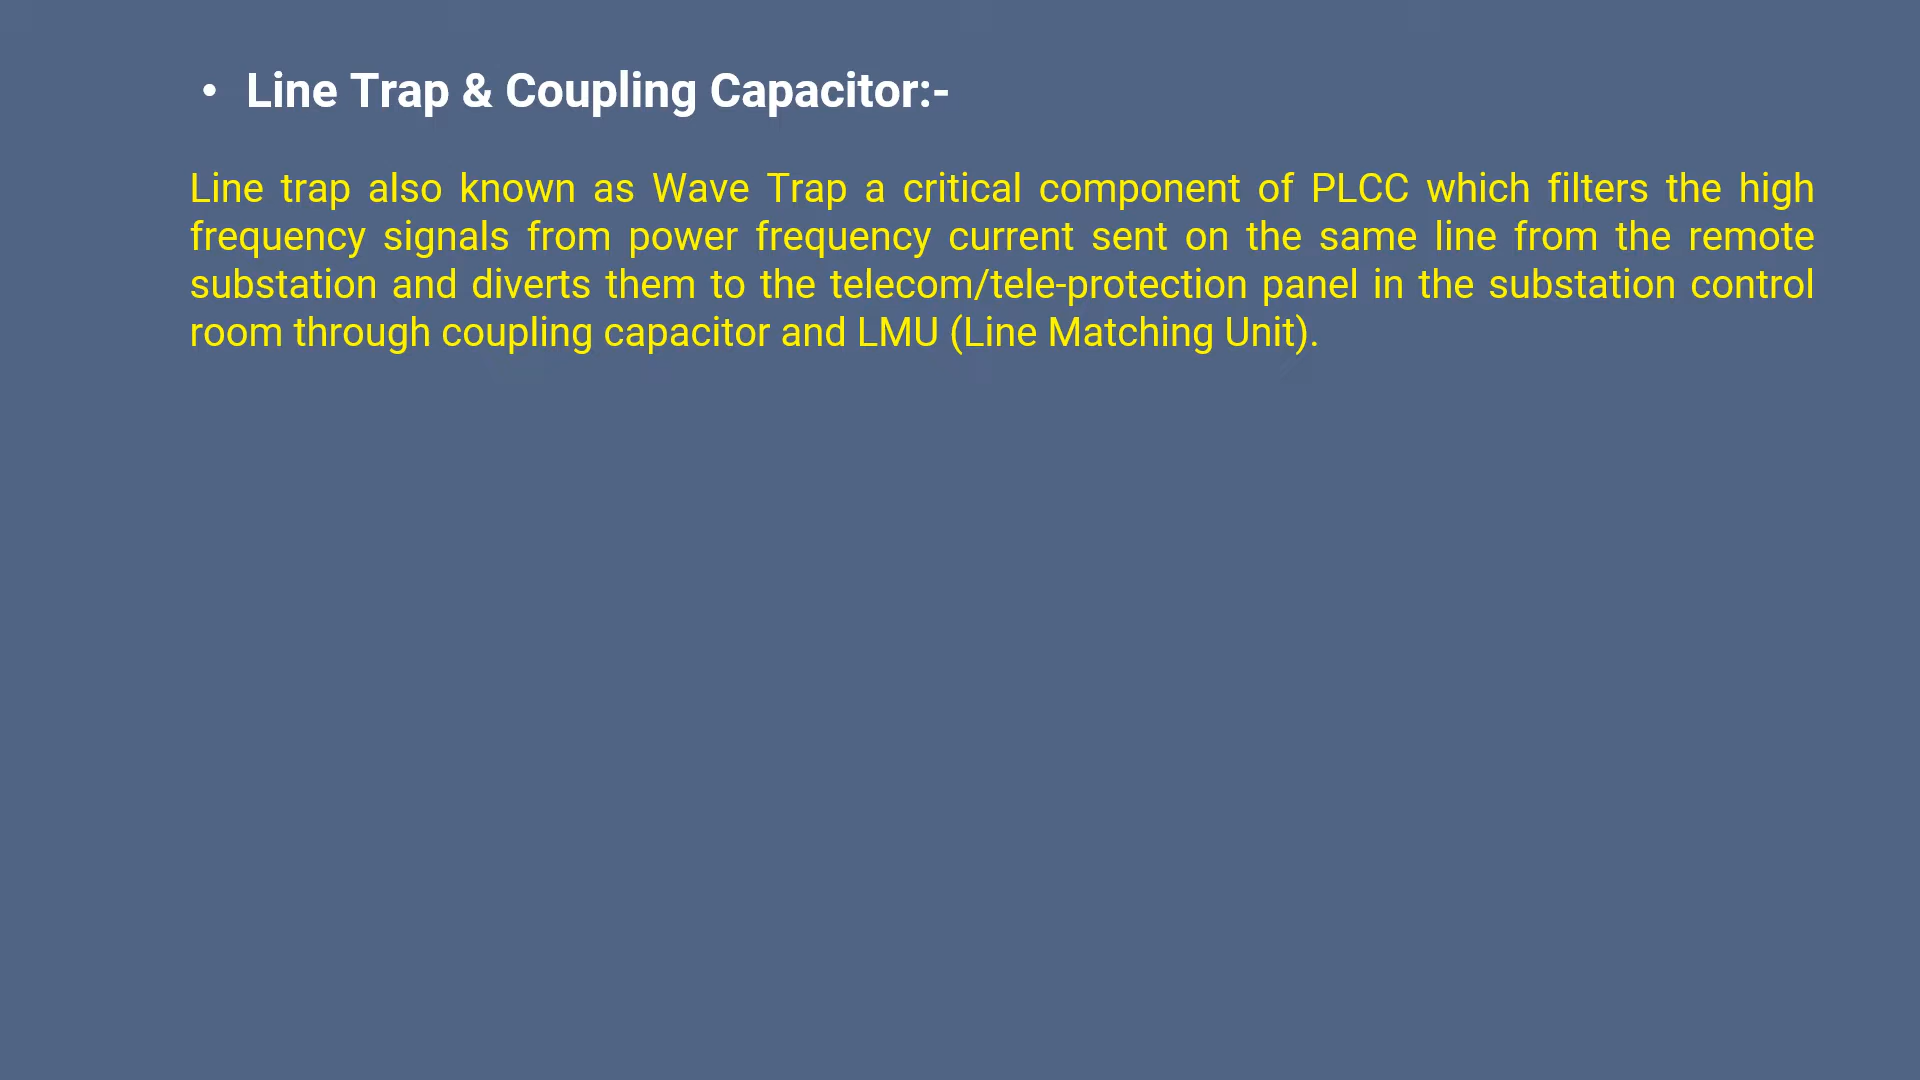 • Line Trap & Coupling Capacitor:-
Line trap also known as Wave Trap a critical component of PLCC which filters the high
frequency signals from power frequency current sent on the same line from the remote
substation and diverts them to the telecom/tele-protection panel in the substation control
room through coupling capacitor and LMU (Line Matching Unit).